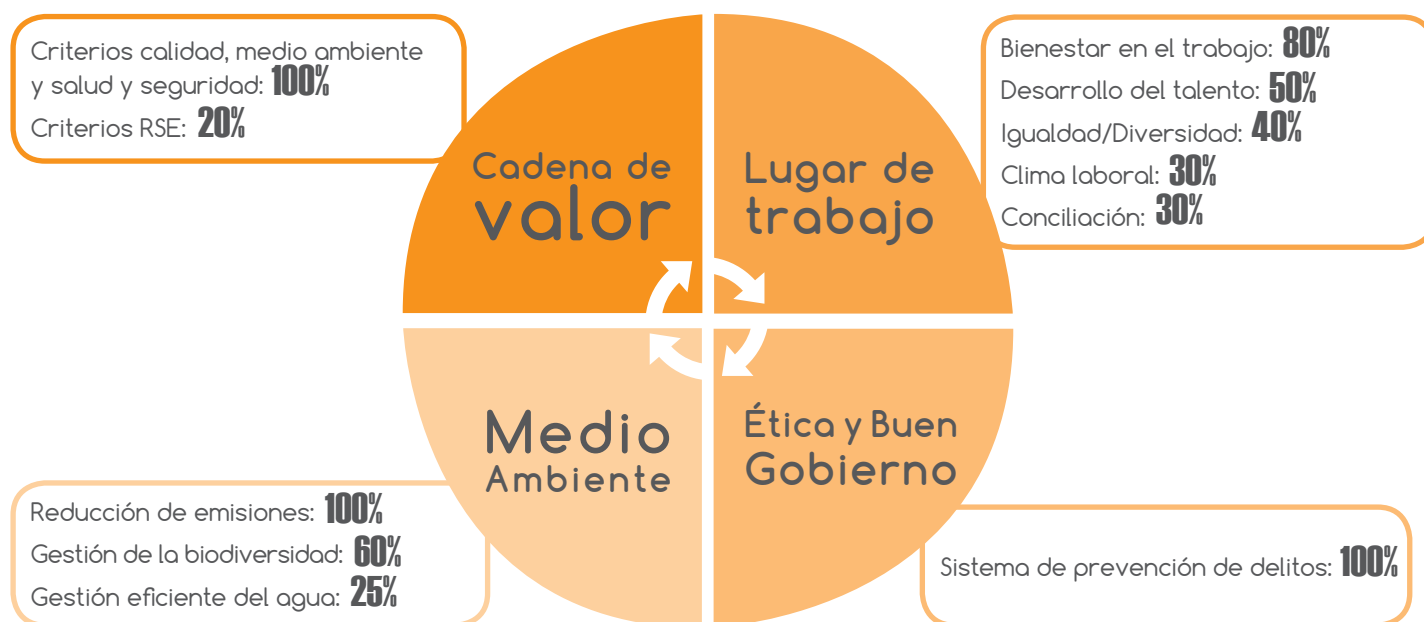 Criterios calidad, medio ambiente
y salud y seguridad: 100%
Criterios RSE: 20%
Cadena de
valor
Lugar de
trabajo
Bienestar en el trabajo: 80%
Desarrollo del talento: 50%
Igualdad/Diversidad: 40%
Clima laboral: 30%
Conciliación: 30%
Medio
Ambiente
Ética y Buen
Gobierno
Reducción de emisiones: 100%
Gestión de la biodiversidad: 60%
Gestión eficiente del agua: 25%
Sistema de prevención de delitos: 100%